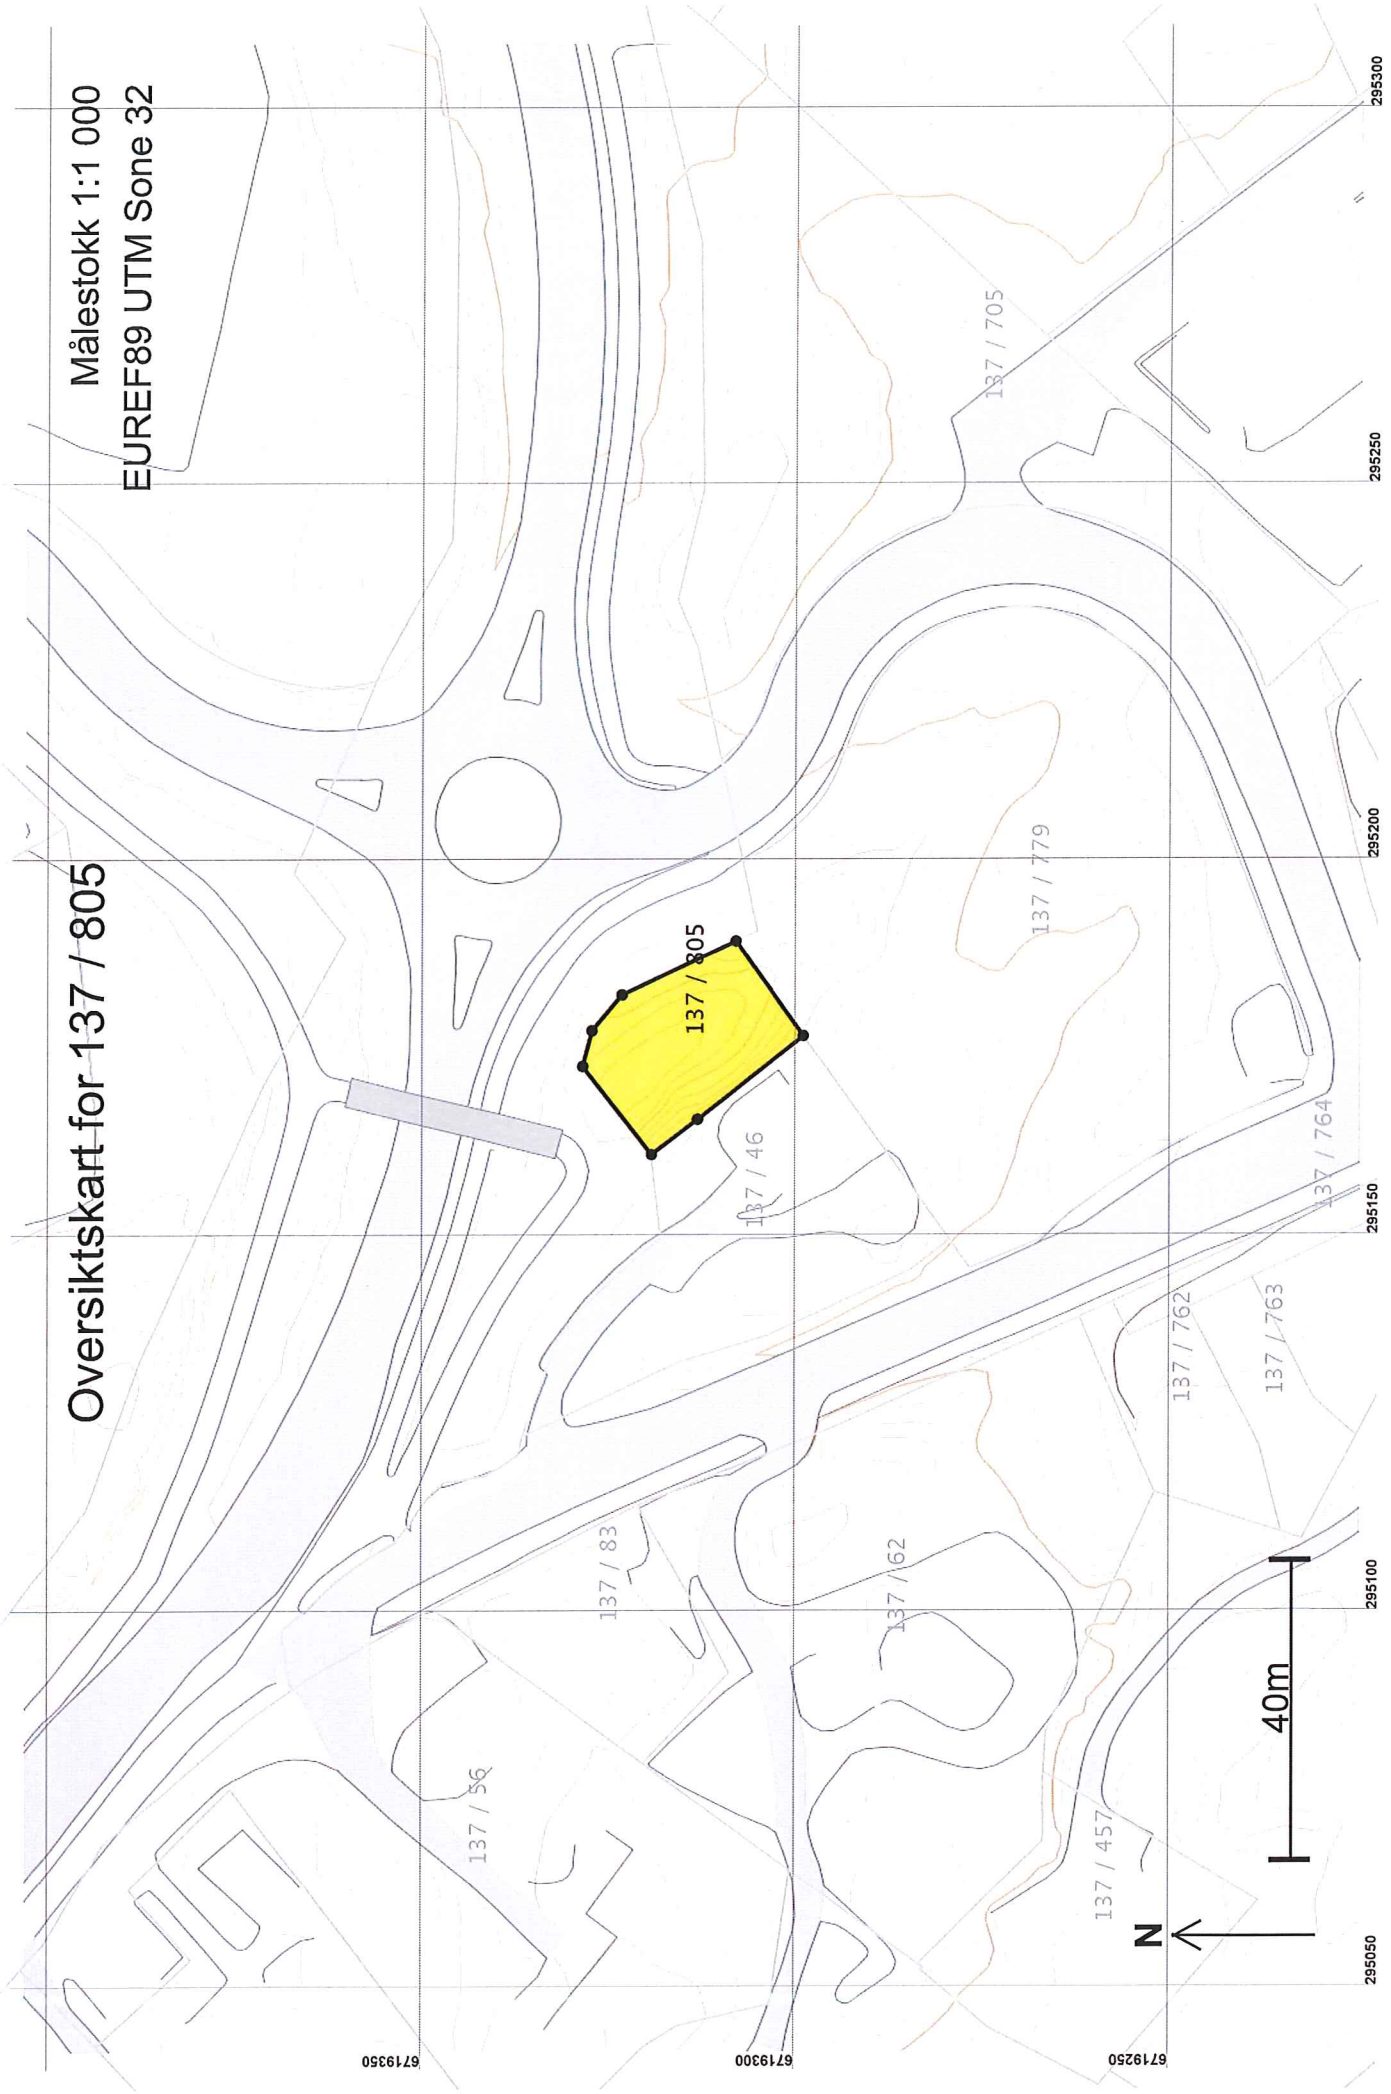 Oversiktskart for 137 / 805
Målestokk 1:1 000
EUREF89 UTM Sone 32
137 / 805
137 / 46
137 / 779
137 / 705
137 / 83
137 / 62
137 / 56
137 / 762
137 / 763
137 / 764
137 / 457
N
40m
6719350
6719300
6719250
295050
295100
295150
295200
295250
295300